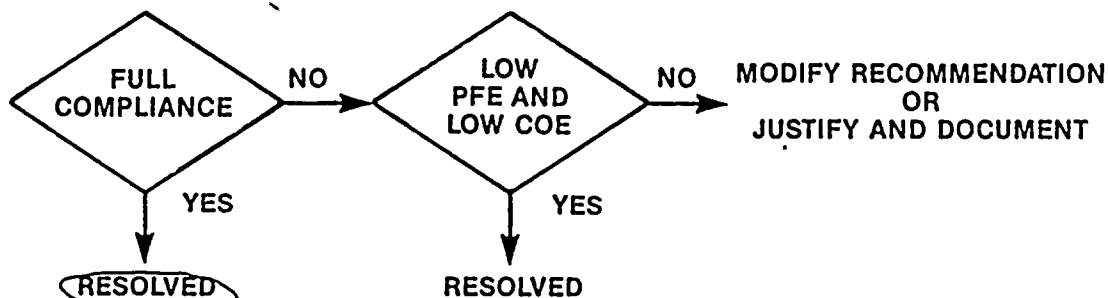 FULL
COMPLIANCE
NO
LOW
PFE AND
LOW COE
NO
MODIFY RECOMMENDATION
OR
JUSTIFY AND DOCUMENT
YES
YES
RESOLVED
RESOLVED